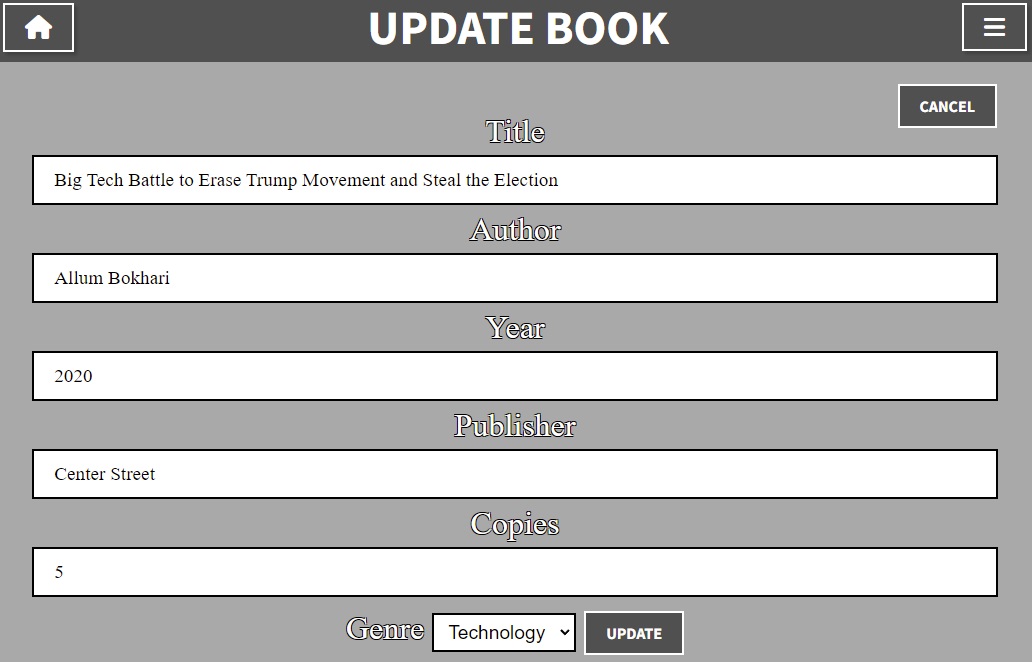 UPDATE BOOK
CANCEL
Title
Big Tech Battle to Erase Trump Movement and Steal the Election
Author
Allum Bokhari
Year
2020
Publisher
Center Street
Copies
5
Genre Technology UPDATE